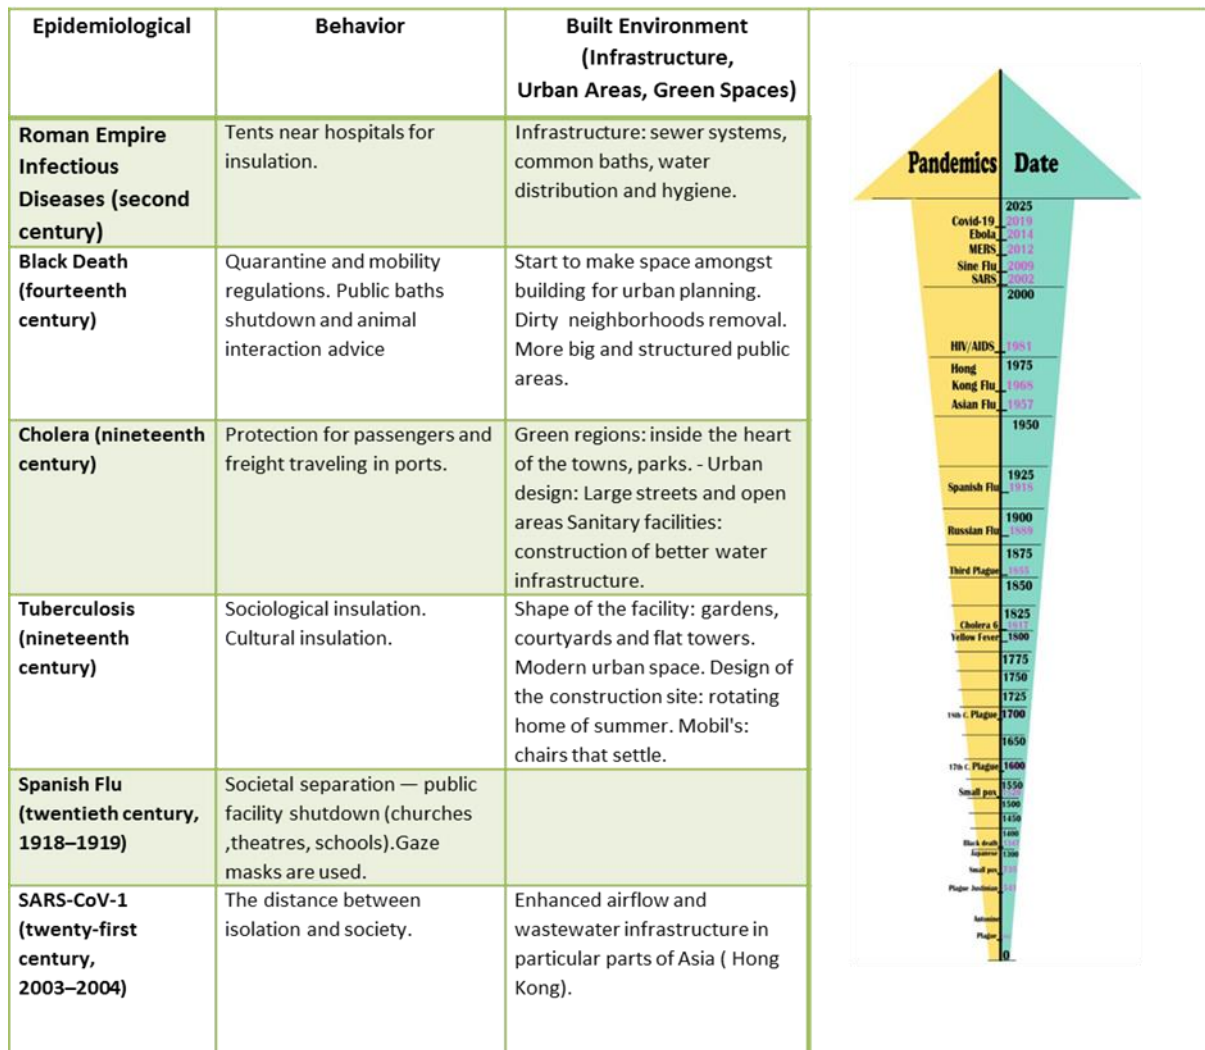 Epidemiological
Behavior
Built Environment
(Infrastructure,
Urban Areas, Green Spaces)
Roman Empire
Infectious
Diseases (second
century)
Tents near hospitals for
insulation.
Infrastructure: sewer systems,
common baths, water
distribution and hygiene.
Black Death
(fourteenth
century)
Quarantine and mobility
regulations. Public baths
shutdown and animal
interaction advice
Start to make space amongst
building for urban planning.
Dirty neighborhoods removal.
More big and structured public
areas.
Cholera (nineteenth
century)
Protection for passengers and
freight traveling in ports.
Green regions: inside the heart
of the towns, parks. - Urban
design: Large streets and open
areas Sanitary facilities:
construction of better water
infrastructure.
Tuberculosis
(nineteenth
century)
Sociological insulation.
Cultural insulation.
Shape of the facility: gardens,
courtyards and flat towers.
Modern urban space. Design of
the construction site: rotating
home of summer. Mobil's:
chairs that settle.
Spanish Flu
(twentieth century,
1918–1919)
Societal separation — public
facility shutdown (churches
,theatres, schools).Gaze
masks are used.
SARS-CoV-1
(twenty-first
century,
2003–2004)
The distance between
isolation and society.
Enhanced airflow and
wastewater infrastructure in
particular parts of Asia ( Hong
Kong).
Pandemics Date
2025
Covid-19 2019
Ebola 2014
MERS 2012
Sine Flu 2009
SARS 2002
2000
HIV/AIDS 1981
1975
Hong
Kong Flu 1968
Asian Flu 1957
1950
1925
Spanish Flu 1918
1900
Russian Flu 1889
1875
Third Plague 1855
1850
1825
Cholera 6 1817
Yellow Fever 1800
1775
1750
1725
18th C. Plague 1700
1650
17th C. Plague 1600
1550
Small pox
1500
1450
1400
Black death
Japanese 1200
Small pox
Plague Justinian
Antonine
Plague
0